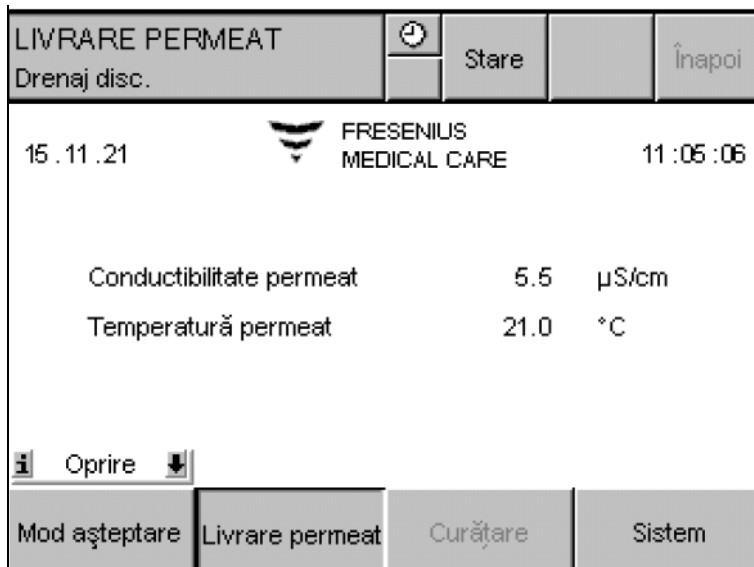 LIVRARE PERMEAT
Drenaj disc.
Stare
Înapoi
15.11.21
FRESENIUS
MEDICAL CARE
11:05:06
Conductibilitate permeat 5.5 µS/cm
Temperatură permeat 21.0 °C
i Oprire
Mod aşteptare
Livrare permeat
Curăţare
Sistem